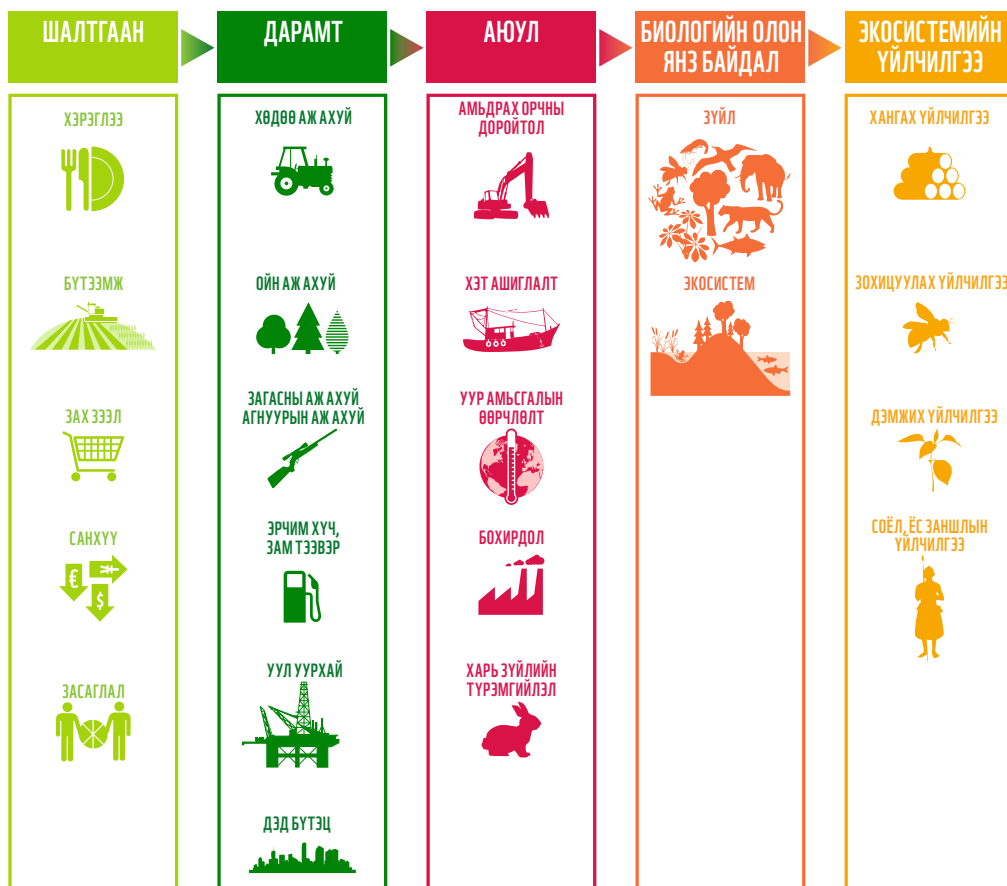 ШАЛТГААН
ДАРАМТ
АЮУЛ
БИОЛОГИЙН ОЛОН
ЯНЗ БАЙДАЛ
ЭКОСИСТЕМИЙН
ҮЙЛЧИЛГЭЭ
ХЭРЭГЛЭЭ
БҮТЭЭМЖ
ЗАХ ЗЭЭЛ
САНХҮҮ
€
$
ЗАСАГЛАЛ
ХӨДӨӨ АЖ АХУЙ
ОЙН АЖ АХУЙ
ЗАГАСНЫ АЖ АХУЙ
АГНУУРЫН АЖ АХУЙ
ЭРЧИМ ХҮЧ,
ЗАМ ТЭЭВЭР
УУЛ УУРХАЙ
ДЭД БҮТЭЦ
АМЬДРАХ ОРЧНЫ
ДОРОЙТОЛ
ХЭТ АШИГЛАЛТ
УУР АМЬСГАЛЫН
ӨӨРЧЛӨЛТ
БОХИРДОЛ
ХАРЬ ЗҮЙЛИЙН
ТҮРЭМГИЙЛЭЛ
ЗҮЙЛ
ЭКОСИСТЕМ
ХАНГАХ ҮЙЛЧИЛГЭЭ
ЗОХИЦУУЛАХ ҮЙЛЧИЛГЭЭ
ДЭМЖИХ ҮЙЛЧИЛГЭЭ
СОЁЛ, ЁС ЗАНШЛЫН
ҮЙЛЧИЛГЭЭ